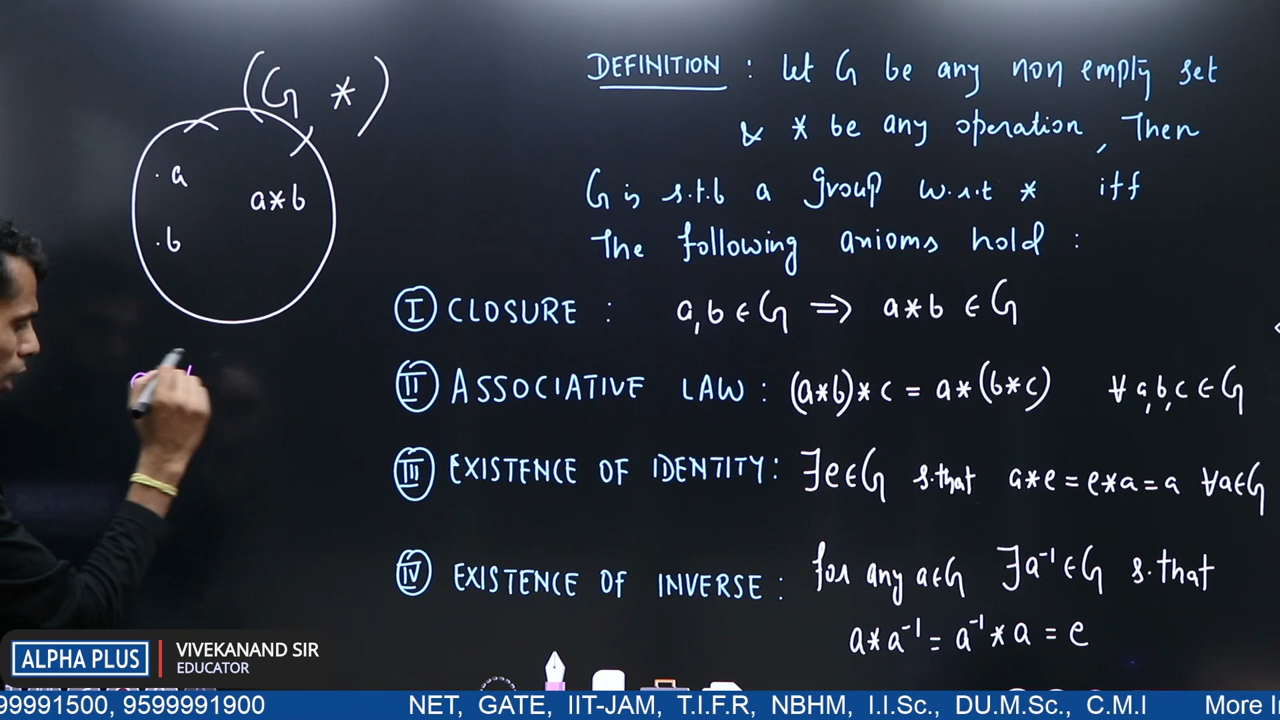 (G *)
.a
a*b
.b
DEFINITION : Let G be any non empty set
& * be any operation, Then
G is s.t.b a Group w.r.t * iff
The following axioms hold :
I CLOSURE : a,b ∈ G ⇒ a*b ∈ G
II ASSOCIATIVE LAW : (a*b)*c = a*(b*c) ∀ a,b,c ∈ G
III EXISTENCE OF IDENTITY : ∃e∈G s.that a*e = e*a = a ∀a∈G
IV EXISTENCE OF INVERSE : for any a∈G ∃a⁻¹∈G s.that
a*a⁻¹ = a⁻¹*a = e
ALPHA PLUS
VIVEKANAND SIR
EDUCATOR
99991500, 9599991900 NET, GATE, IIT-JAM, T.I.F.R, NBHM, I.I.Sc., DU.M.Sc., C.M.I More I